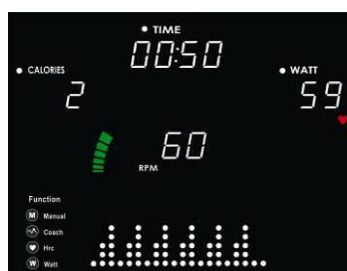 TIME
00:50
CALORIES
2
WATT
59
60
RPM
Function
M Manual
Coach
Hrc
W Watt